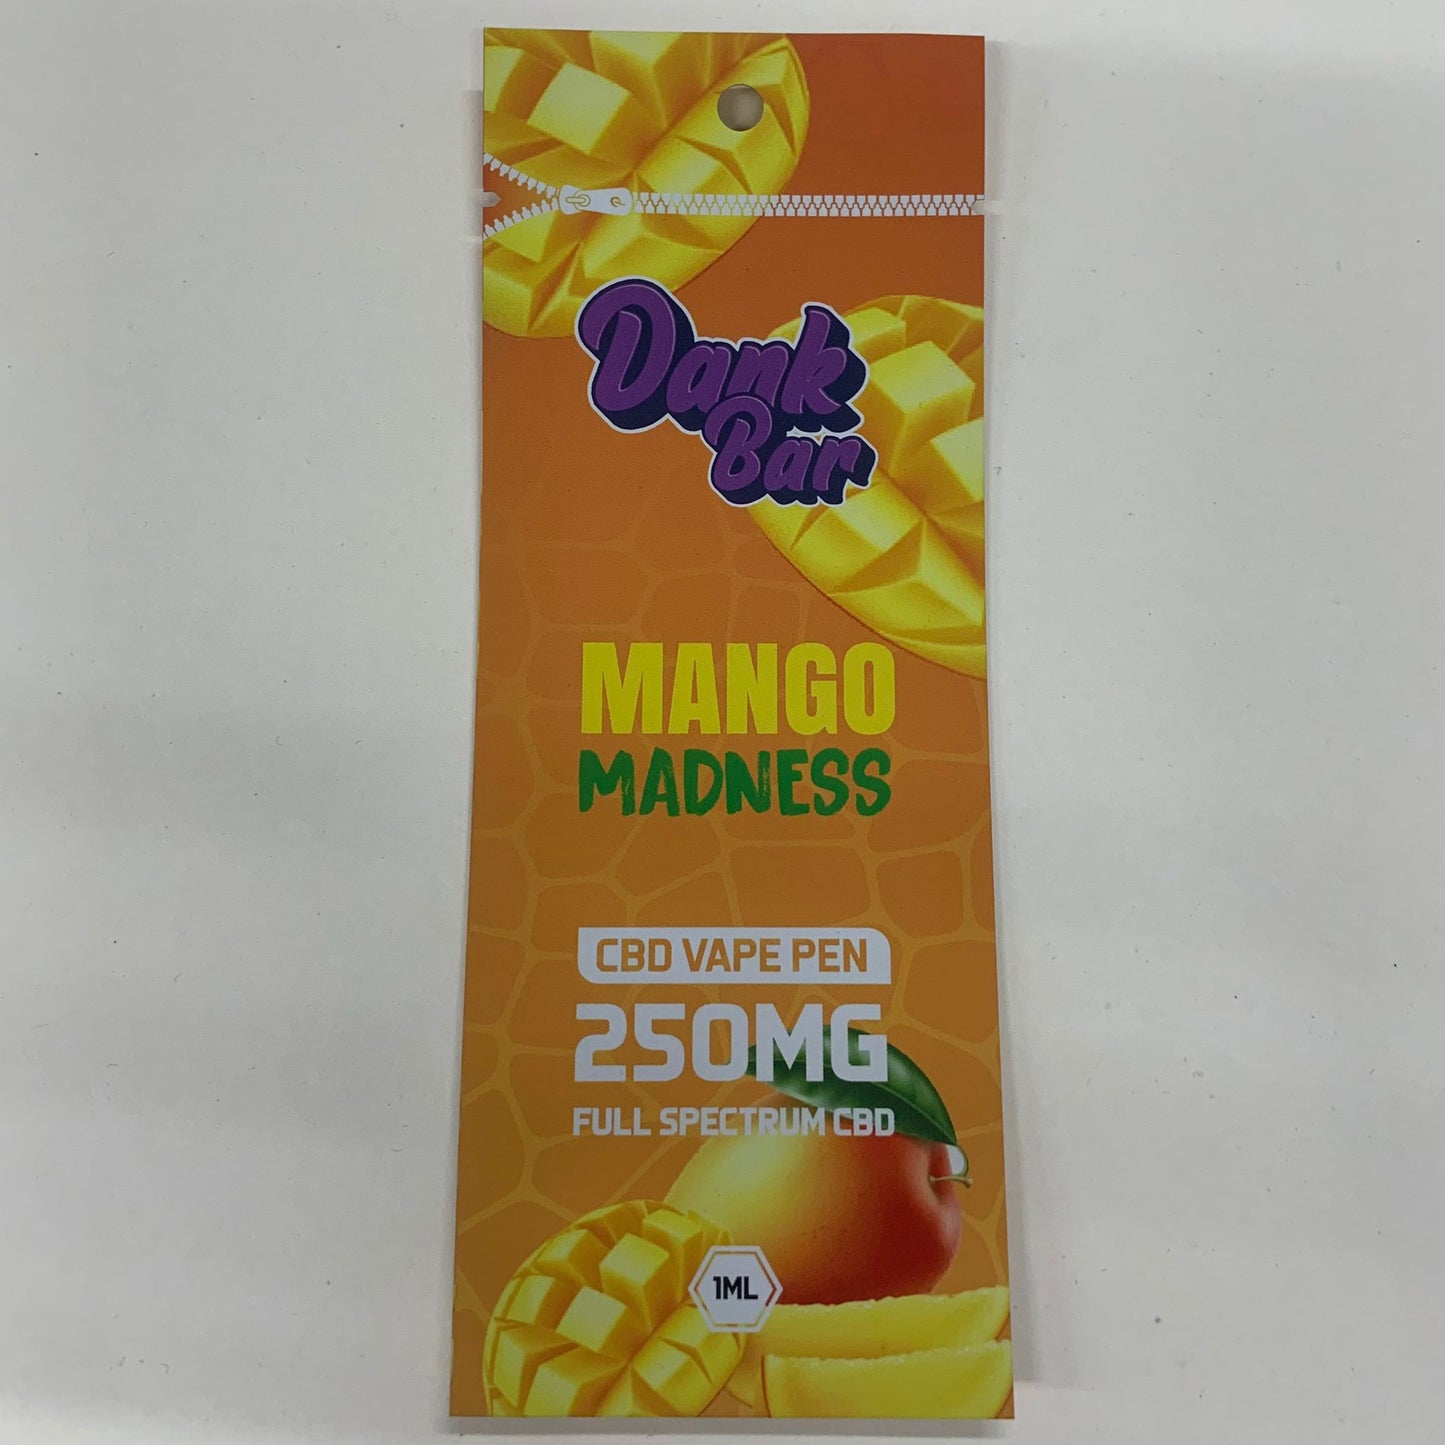 Dank
Bar
MANGO
MADNESS
CBD VAPE PEN
250MG
FULL SPECTRUM CBD
1ML